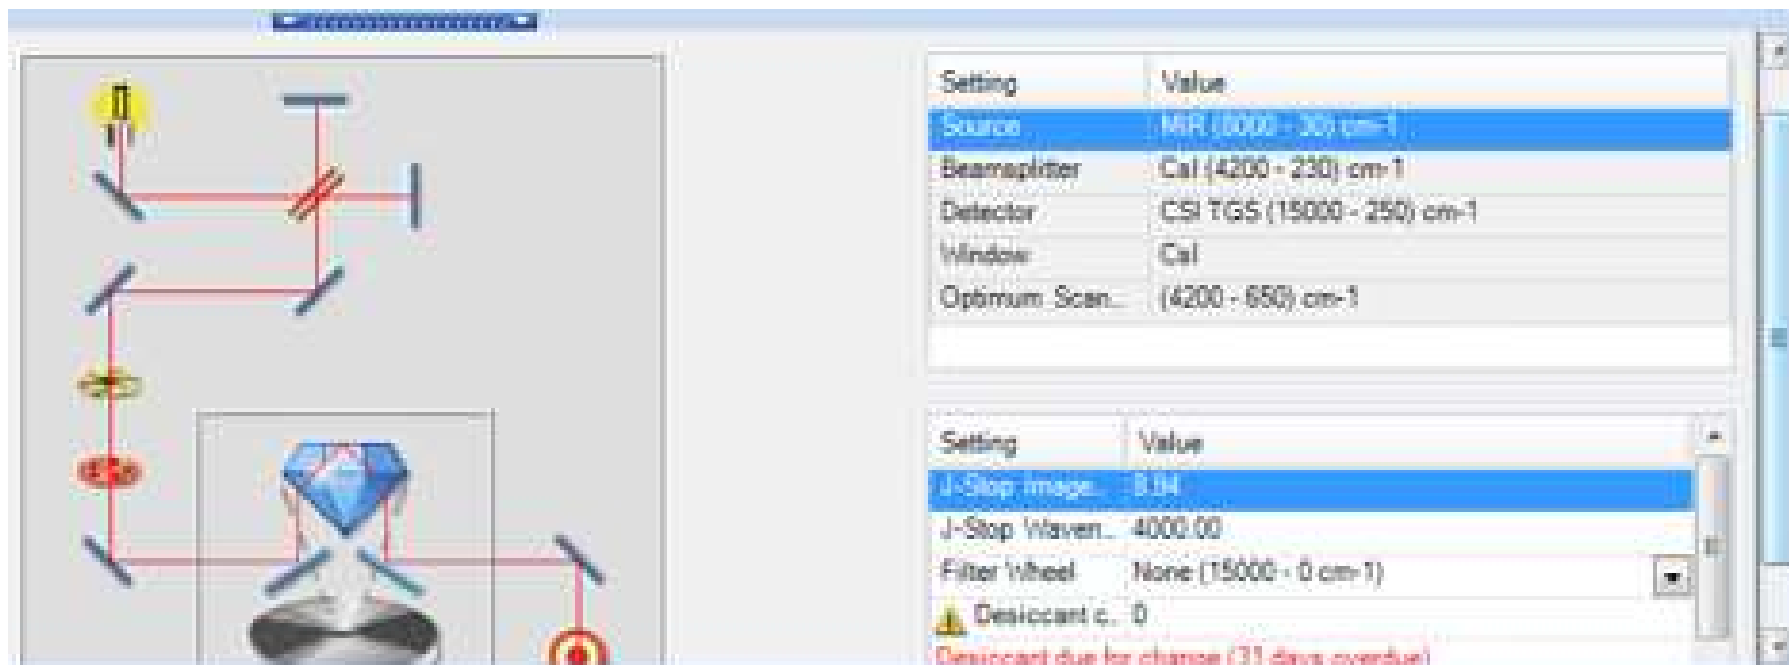 Setting Value
Source MIR (8000 - 30) cm-1
Beamsplitter CsI (4200 - 230) cm-1
Detector CSI TGS (15000 - 250) cm-1
Window CsI
Optimum Scan... (4200 - 650) cm-1
Setting Value
J-Stop Image... 8.94
J-Stop Waven... 4000.00
Filter Wheel None (15000 - 0 cm-1)
Desiccant c... 0
Desiccant due for change (31 days overdue)